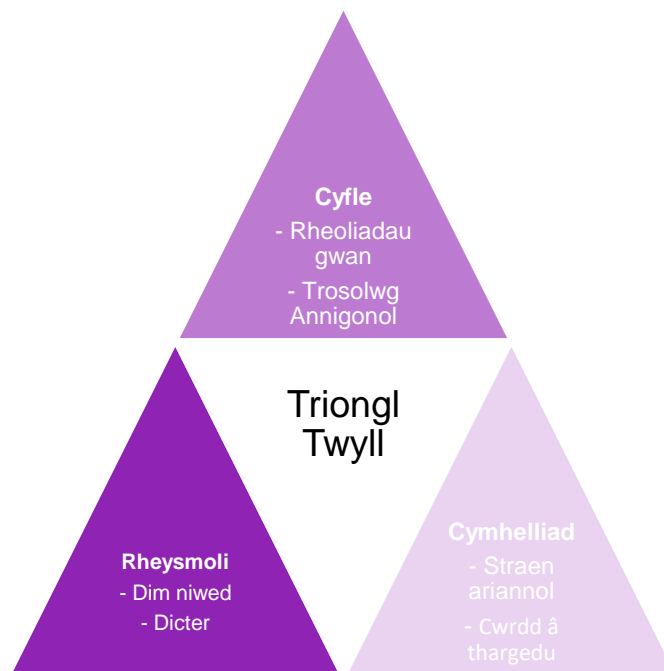 Cyfle
- Rheoliadau
gwan
- Trosolwg
Annigonol
Triongl
Twyll
Rheysmoli
- Dim niwed
- Dicter
Cymhelliad
- Straen
ariannol
- Cwrdd â
thargedu